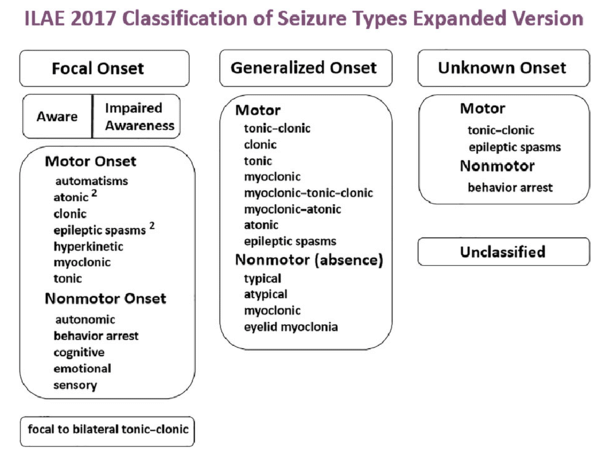 ILAE 2017 Classification of Seizure Types Expanded Version
Focal Onset
Aware
Impaired
Awareness
Motor Onset
automatisms
atonic 2
clonic
epileptic spasms 2
hyperkinetic
myoclonic
tonic
Nonmotor Onset
autonomic
behavior arrest
cognitive
emotional
sensory
focal to bilateral tonic–clonic
Generalized Onset
Motor
tonic–clonic
clonic
tonic
myoclonic
myoclonic–tonic–clonic
myoclonic–atonic
atonic
epileptic spasms
Nonmotor (absence)
typical
atypical
myoclonic
eyelid myoclonia
Unknown Onset
Motor
tonic–clonic
epileptic spasms
Nonmotor
behavior arrest
Unclassified